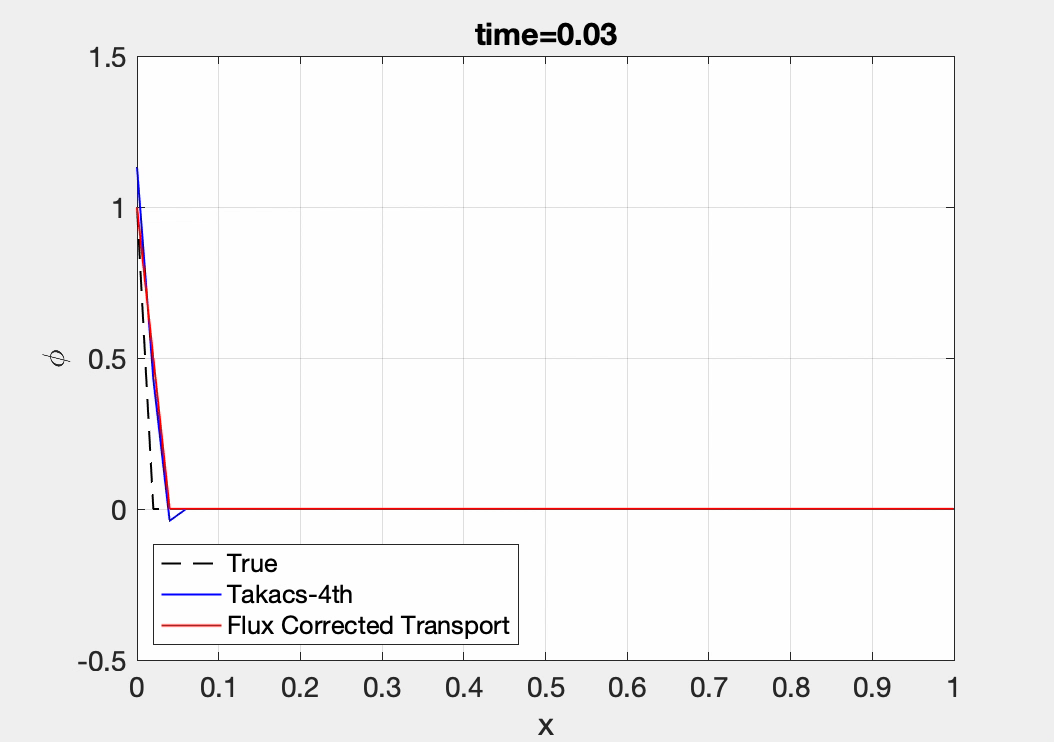 time=0.03
1.5
1
0.5
0
-0.5
ϕ
True
Takacs-4th
Flux Corrected Transport
0 0.1 0.2 0.3 0.4 0.5 0.6 0.7 0.8 0.9 1
x